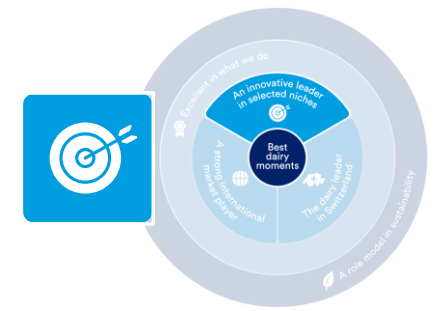 Excellent in what we do
An innovative leader
in selected niches
Best
dairy
moments
A strong international
market player
The dairy leader
in Switzerland
A role model in sustainability